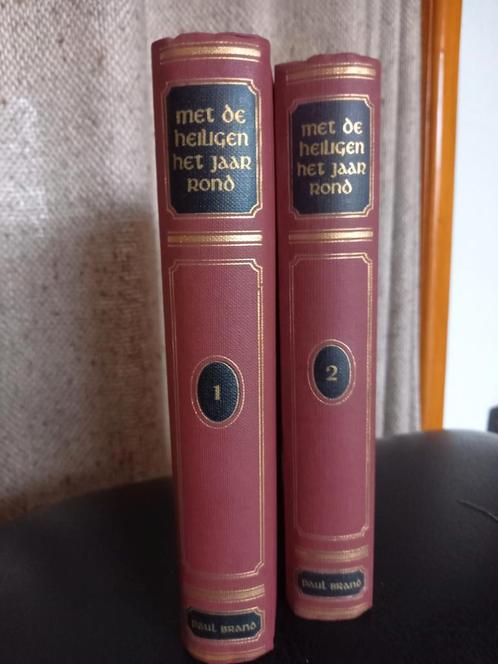 met de
heiligen
het jaar
rond
1
paul brand
met de
heiligen
het jaar
rond
2
paul brand